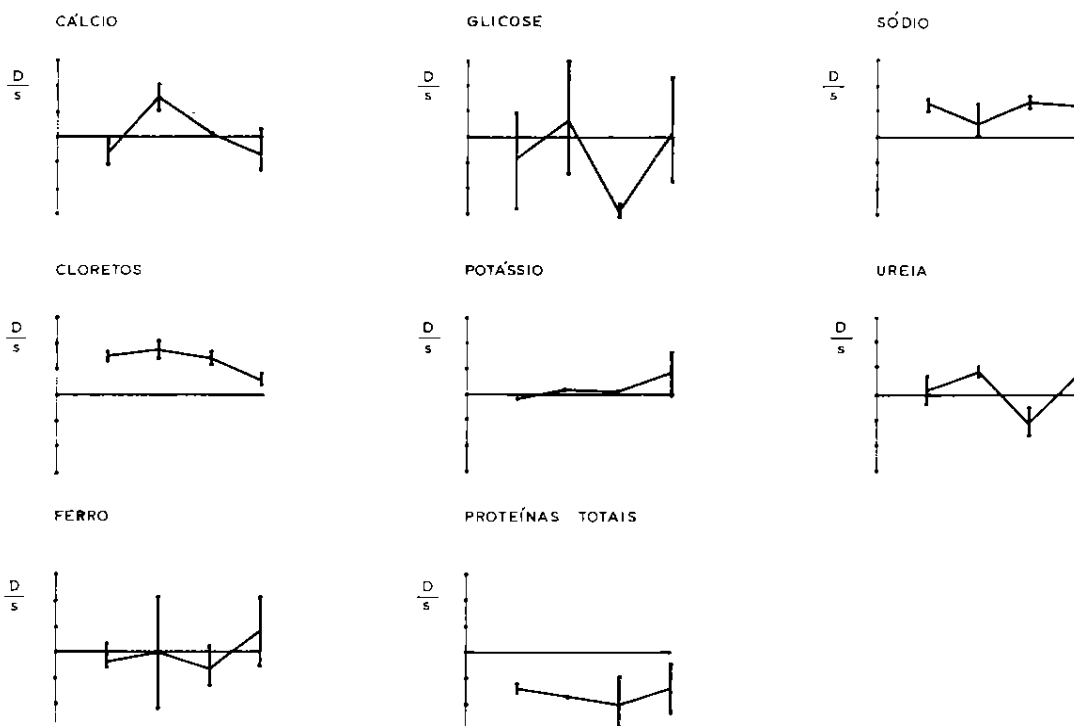 CÁLCIO
GLICOSE
SÓDIO
D
s
D
s
D
s
CLORETOS
POTÁSSIO
UREIA
D
s
D
s
D
s
FERRO
PROTEÍNAS TOTAIS
D
s
D
s